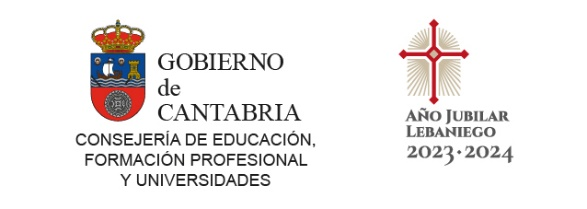 GOBIERNO
de
CANTABRIA
CONSEJERÍA DE EDUCACIÓN,
FORMACIÓN PROFESIONAL
Y UNIVERSIDADES
AÑO JUBILAR
LEBANIEGO
2023·2024